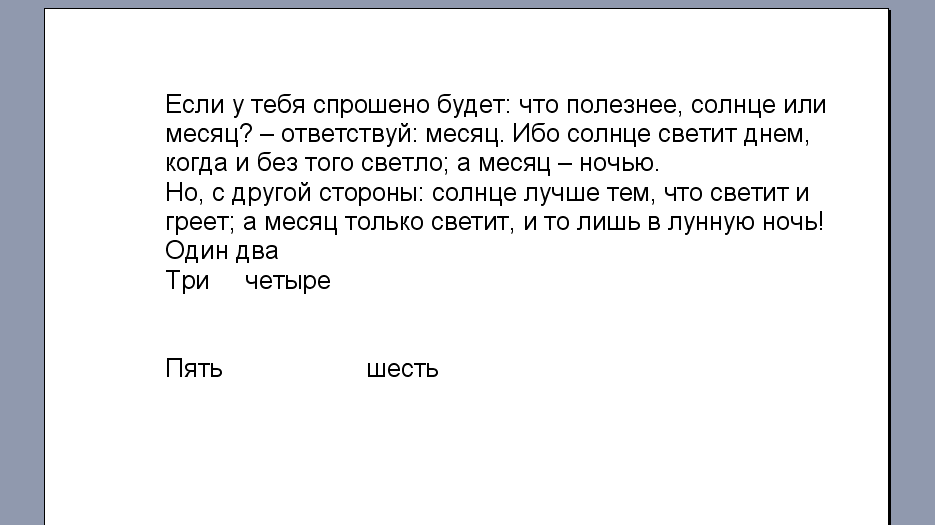 Если у тебя спрошено будет: что полезнее, солнце или
месяц? – ответствуй: месяц. Ибо солнце светит днем,
когда и без того светло; а месяц – ночью.
Но, с другой стороны: солнце лучше тем, что светит и
греет; а месяц только светит, и то лишь в лунную ночь!
Один два
Три четыре
Пять шесть